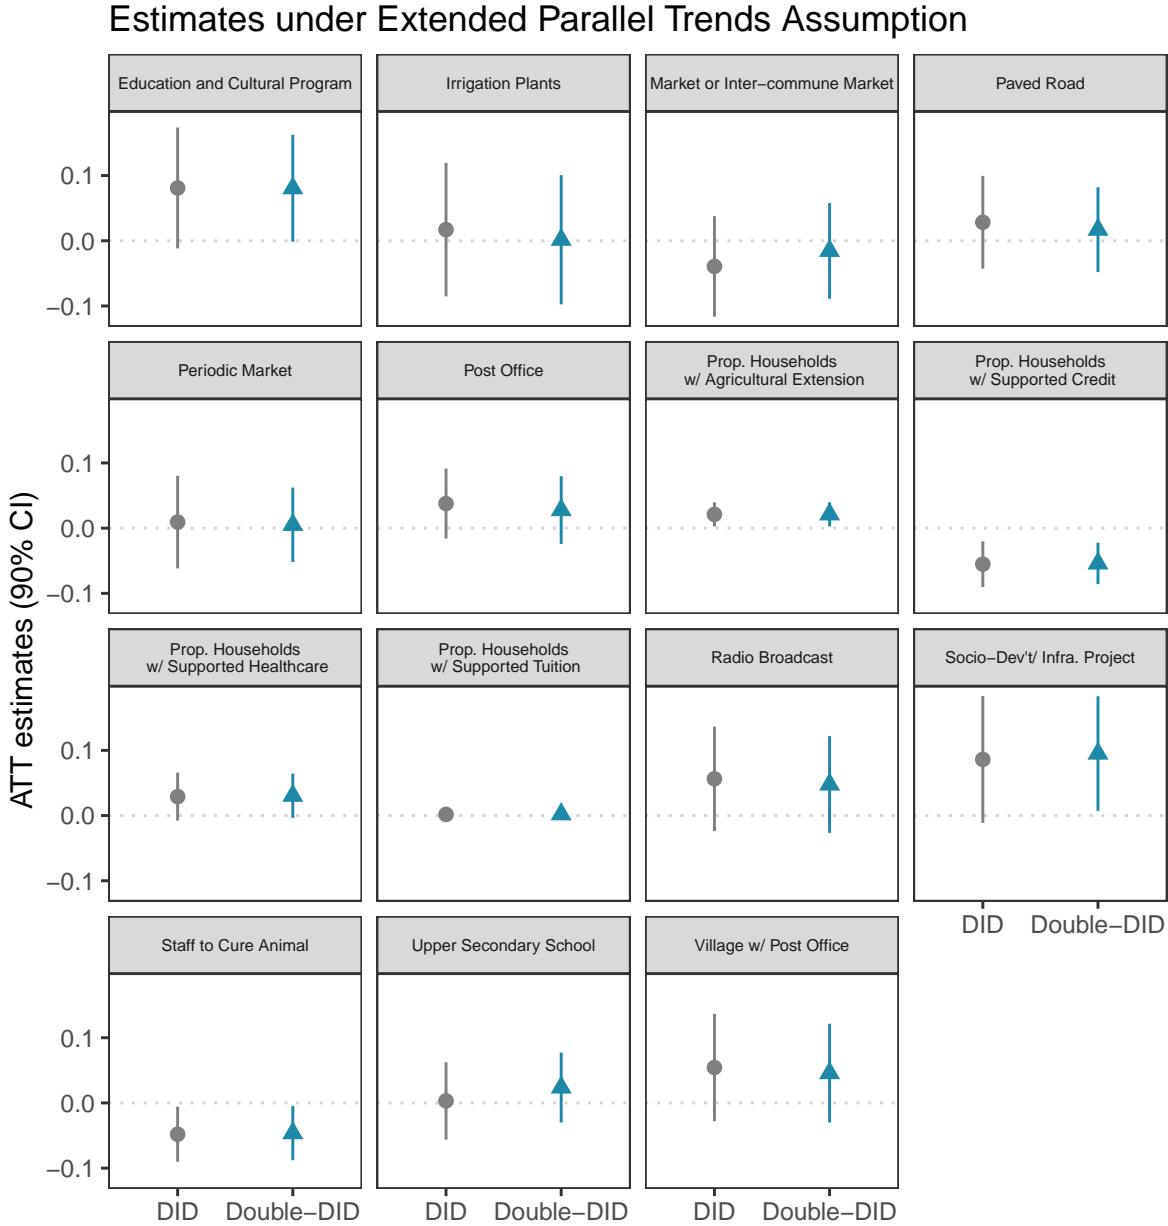 Estimates under Extended Parallel Trends Assumption
ATT estimates (90% CI)
Education and Cultural Program
Irrigation Plants
Market or Inter−commune Market
Paved Road
0.1
0.0
−0.1
Periodic Market
Post Office
Prop. Households
w/ Agricultural Extension
Prop. Households
w/ Supported Credit
0.1
0.0
−0.1
Prop. Households
w/ Supported Healthcare
Prop. Households
w/ Supported Tuition
Radio Broadcast
Socio−Dev't/ Infra. Project
0.1
0.0
−0.1
DID
Double−DID
Staff to Cure Animal
Upper Secondary School
Village w/ Post Office
0.1
0.0
−0.1
DID
Double−DID
DID
Double−DID
DID
Double−DID